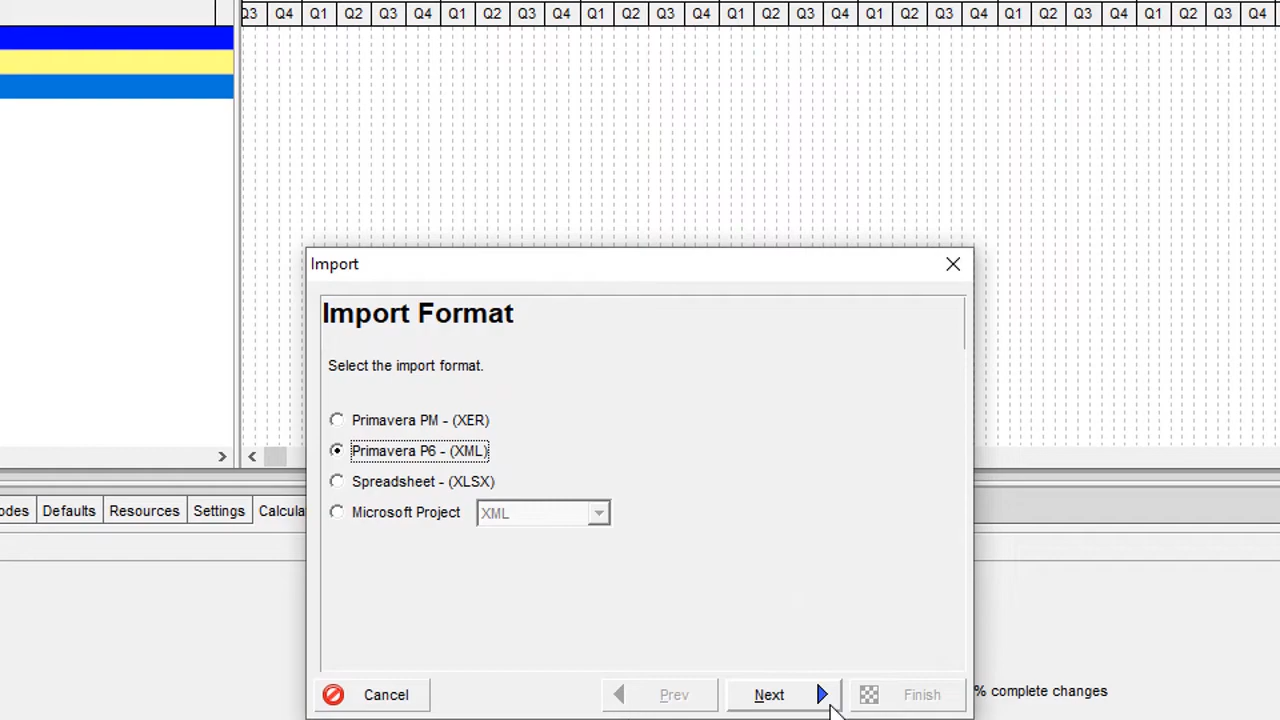 Q3 Q4 Q1 Q2 Q3 Q4 Q1 Q2 Q3 Q4 Q1 Q2 Q3 Q4 Q1 Q2 Q3 Q4 Q1 Q2 Q3 Q4 Q1 Q2 Q3 Q4 Q1 Q2 Q3 Q4
Import
Import Format
Select the import format.
Primavera PM - (XER)
Primavera P6 - (XML)
Spreadsheet - (XLSX)
Microsoft Project XML
odes Defaults Resources Settings Calcula
Cancel Prev Next Finish
% complete changes